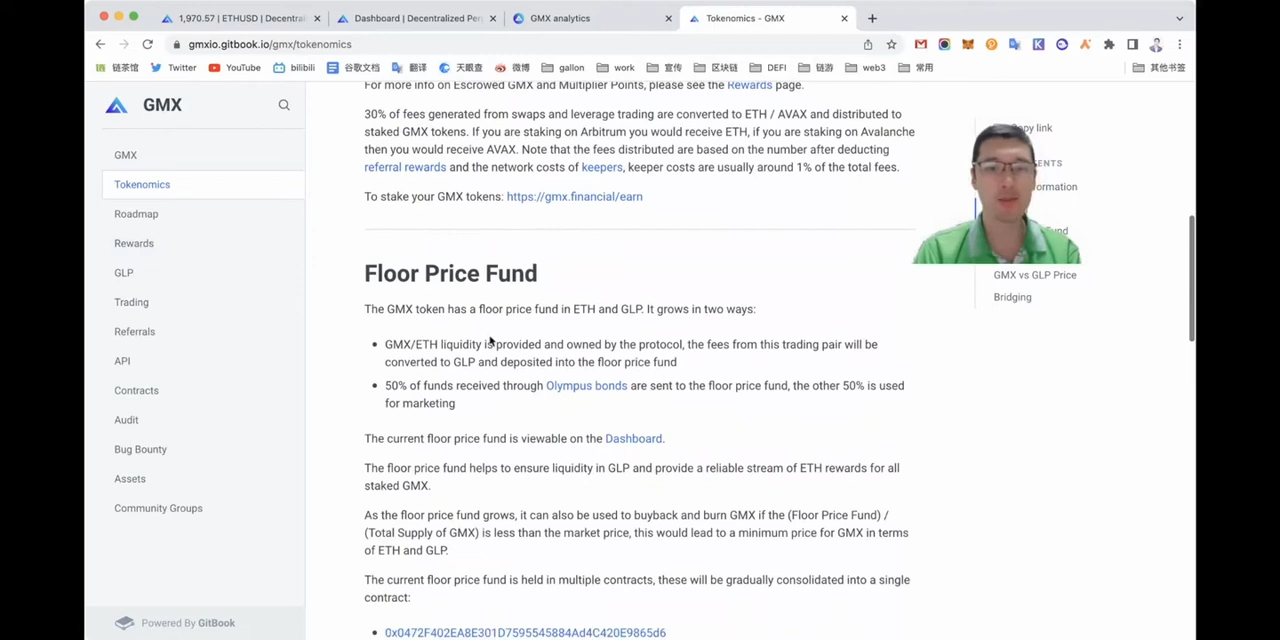 1,970.57 | ETHUSD | Decentral
Dashboard | Decentralized Per
GMX analytics
Tokenomics - GMX
gmxio.gitbook.io/gmx/tokenomics
链茶馆
Twitter
YouTube
bilibili
谷歌文档
翻译
天眼查
微博
gallon
work
宣传
区块链
DEFI
链游
web3
常用
其他书签
GMX
GMX
Tokenomics
Roadmap
Rewards
GLP
Trading
Referrals
API
Contracts
Audit
Bug Bounty
Assets
Community Groups
Powered By GitBook
For more info on Escrowed GMX and Multiplier Points, please see the Rewards page.
30% of fees generated from swaps and leverage trading are converted to ETH / AVAX and distributed to
staked GMX tokens. If you are staking on Arbitrum you would receive ETH, if you are staking on Avalanche
then you would receive AVAX. Note that the fees distributed are based on the number after deducting
referral rewards and the network costs of keepers, keeper costs are usually around 1% of the total fees.
To stake your GMX tokens: https://gmx.financial/earn
Floor Price Fund
The GMX token has a floor price fund in ETH and GLP. It grows in two ways:
GMX/ETH liquidity is provided and owned by the protocol, the fees from this trading pair will be
converted to GLP and deposited into the floor price fund
50% of funds received through Olympus bonds are sent to the floor price fund, the other 50% is used
for marketing
The current floor price fund is viewable on the Dashboard.
The floor price fund helps to ensure liquidity in GLP and provide a reliable stream of ETH rewards for all
staked GMX.
As the floor price fund grows, it can also be used to buyback and burn GMX if the (Floor Price Fund) /
(Total Supply of GMX) is less than the market price, this would lead to a minimum price for GMX in terms
of ETH and GLP.
The current floor price fund is held in multiple contracts, these will be gradually consolidated into a single
contract:
0x0472F402EA8E301D7595545884Ad4C420E9865d6
link
GMX vs GLP Price
Bridging